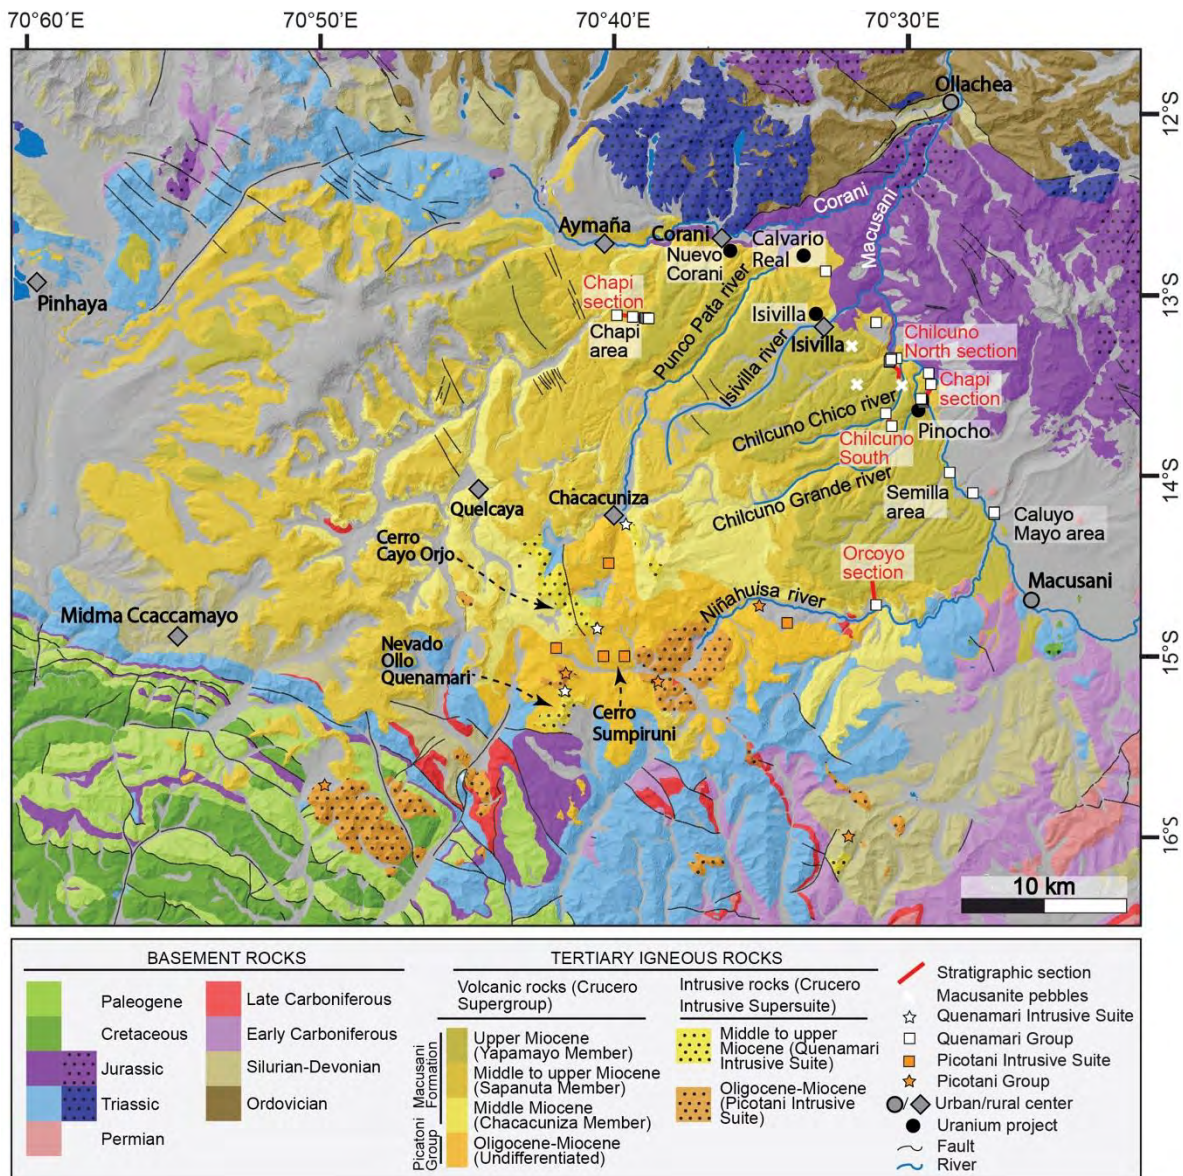 70°60'E
70°50'E
70°40'E
70°30'E
Ollachea
12°S
Corani
Macusani
Aymaña
Corani
Nuevo
Corani
Calvario
Real
Pinhaya
13°S
Chapi
section
Chapi
area
Punco Pata river
Isivilla
Isivilla
Isivilla river
Chilcuno
North section
Chapi
section
Chilcuno Chico river
Pinocho
Chilcuno
South
14°S
Quelcaya
Chacacuniza
Chilcuno Grande river
Semilla
area
Caluyo
Mayo area
Cerro
Cayo Orjo
Orcoyo
section
Macusani
Niñahuisa river
Midma Ccaccamayo
Nevado
Ollo
Quenamari
15°S
Cerro
Sumpiruni
16°S
10 km
BASEMENT ROCKS
Paleogene
Cretaceous
Jurassic
Triassic
Permian
Late Carboniferous
Early Carboniferous
Silurian-Devonian
Ordovician
TERTIARY IGNEOUS ROCKS
Volcanic rocks (Crucero
Supergroup)
Macusani
Formation
Upper Miocene
(Yapamayo Member)
Middle to upper Miocene
(Sapanuta Member)
Middle Miocene
(Chacacuniza Member)
Picatoni
Group
Oligocene-Miocene
(Undifferentiated)
Intrusive rocks (Crucero
Intrusive Supersuite)
Middle to upper
Miocene (Quenamari
Intrusive Suite)
Oligocene-Miocene
(Picotani Intrusive
Suite)
Stratigraphic section
Macusanite pebbles
Quenamari Intrusive Suite
Quenamari Group
Picotani Intrusive Suite
Picotani Group
/ Urban/rural center
Uranium project
Fault
River